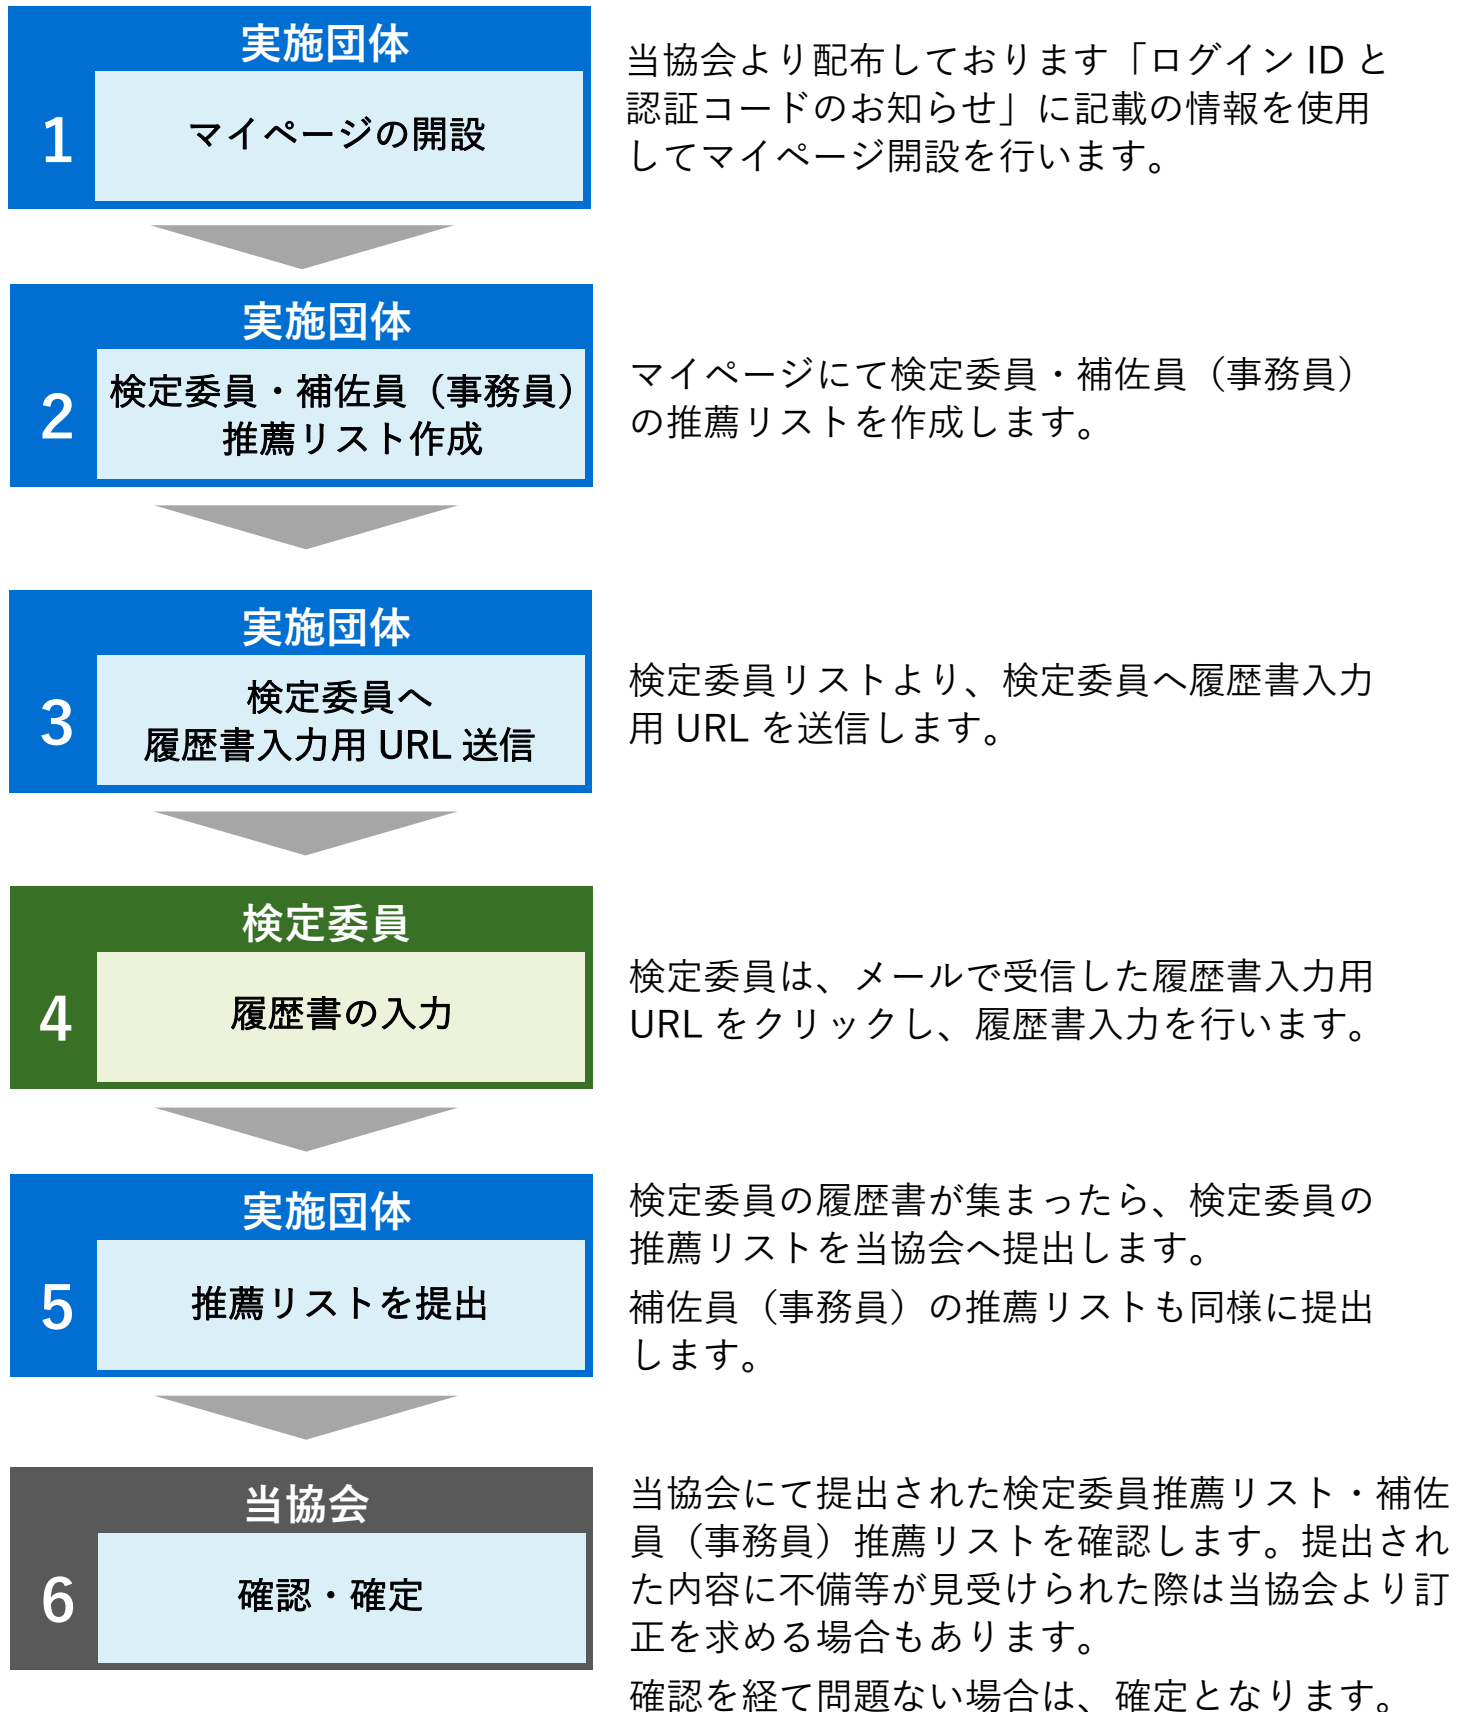 実施団体
1
マイページの開設
当協会より配布しております「ログイン ID と
認証コードのお知らせ」に記載の情報を使用
してマイページ開設を行います。
実施団体
2
検定委員・補佐員（事務員）
推薦リスト作成
マイページにて検定委員・補佐員（事務員）
の推薦リストを作成します。
実施団体
3
検定委員へ
履歴書入力用 URL 送信
検定委員リストより、検定委員へ履歴書入力
用 URL を送信します。
検定委員
4
履歴書の入力
検定委員は、メールで受信した履歴書入力用
URL をクリックし、履歴書入力を行います。
実施団体
5
推薦リストを提出
検定委員の履歴書が集まったら、検定委員の
推薦リストを当協会へ提出します。
補佐員（事務員）の推薦リストも同様に提出
します。
当協会
6
確認・確定
当協会にて提出された検定委員推薦リスト・補佐
員（事務員）推薦リストを確認します。提出され
た内容に不備等が見受けられた際は当協会より訂
正を求める場合もあります。
確認を経て問題ない場合は、確定となります。